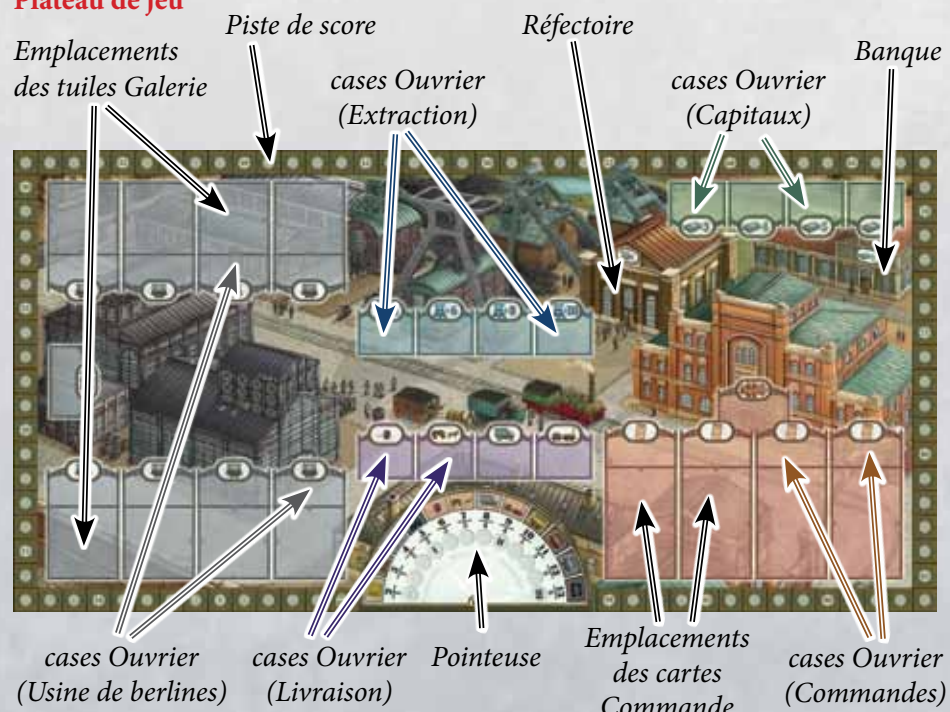 Plateau de jeu
Piste de score
Réfectoire
Emplacements
des tuiles Galerie
cases Ouvrier
(Extraction)
cases Ouvrier
(Capitaux)
Banque
cases Ouvrier
(Usine de berlines)
cases Ouvrier
(Livraison)
Pointeuse
Emplacements
des cartes
Commande
cases Ouvrier
(Commandes)